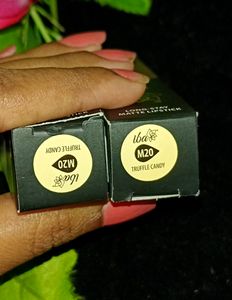 LONG-STAY
MATTE LIPSTICK
iba
M20
TRUFFLE CANDY
iba
M20
TRUFFLE CANDY